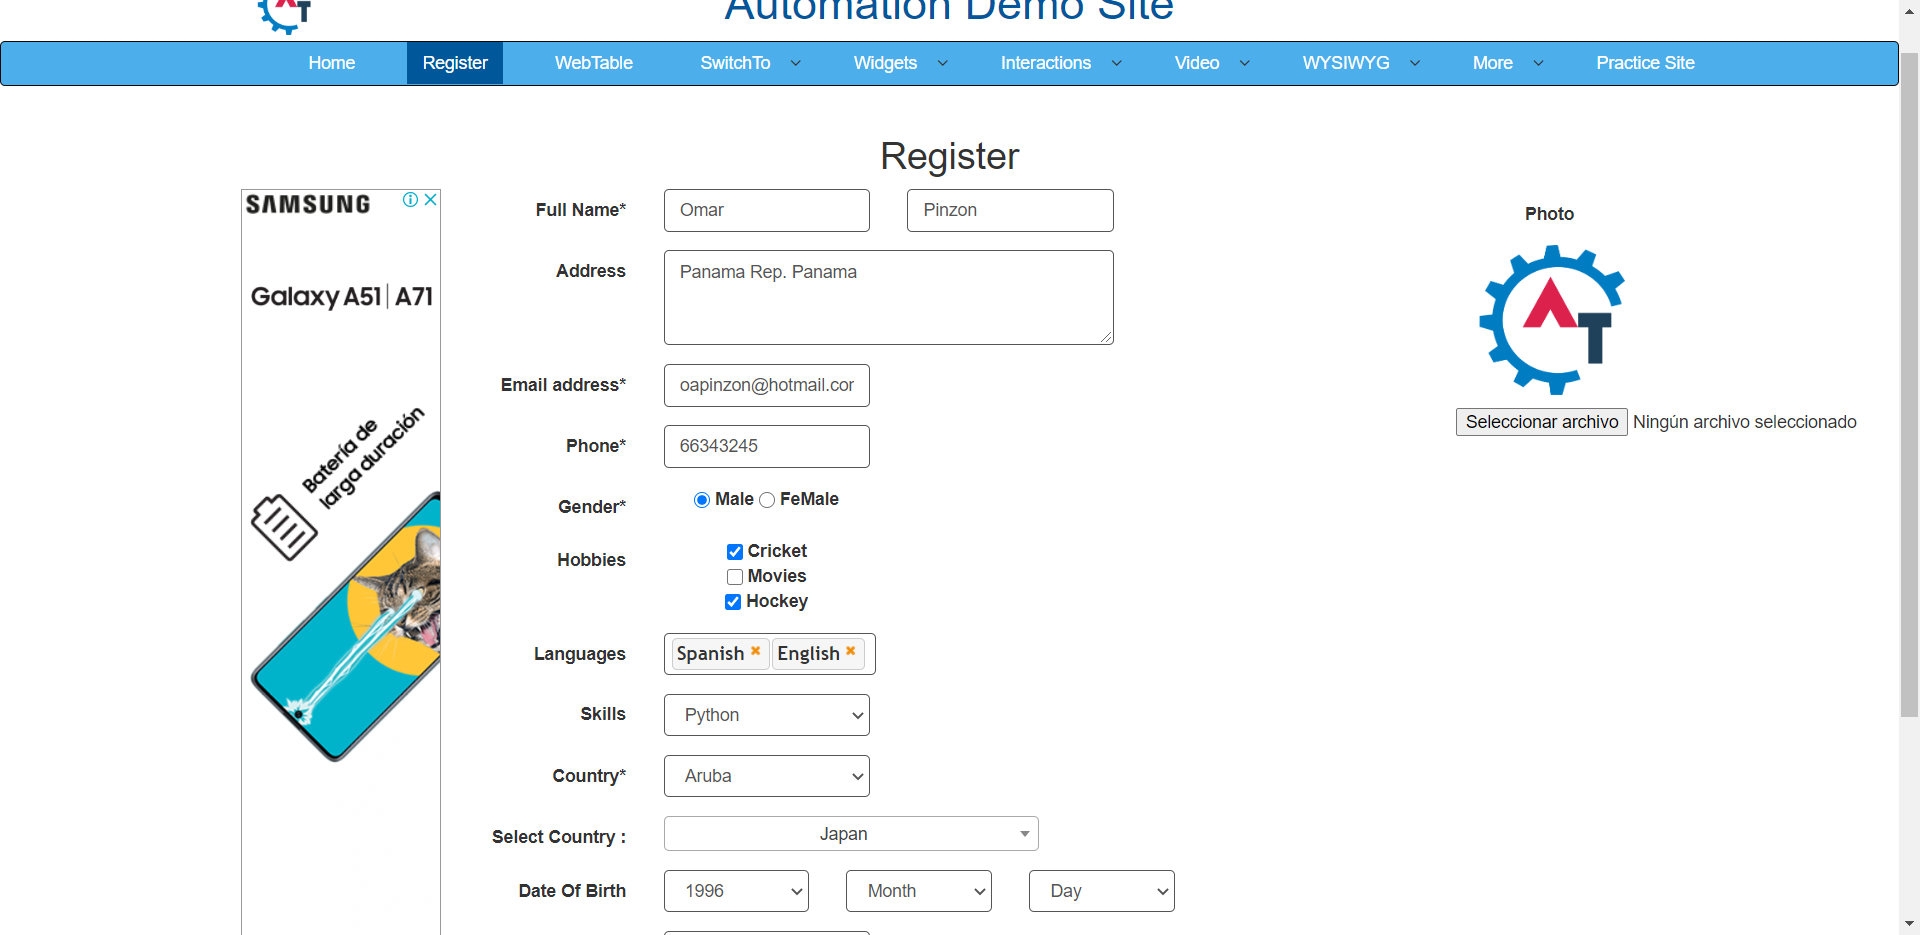 Automation Demo Site
Home Register WebTable SwitchTo Widgets Interactions Video WYSIWYG More Practice Site
Register
SAMSUNG
Galaxy A51 | A71
Batería de
larga duración
Full Name* Omar Pinzon
Address Panama Rep. Panama
Email address* oapinzon@hotmail.cor
Phone* 66343245
Gender* Male FeMale
Hobbies Cricket
Movies
Hockey
Languages Spanish English
Skills Python
Country* Aruba
Select Country : Japan
Date Of Birth 1996 Month Day
Photo
AT
Seleccionar archivo Ningún archivo seleccionado